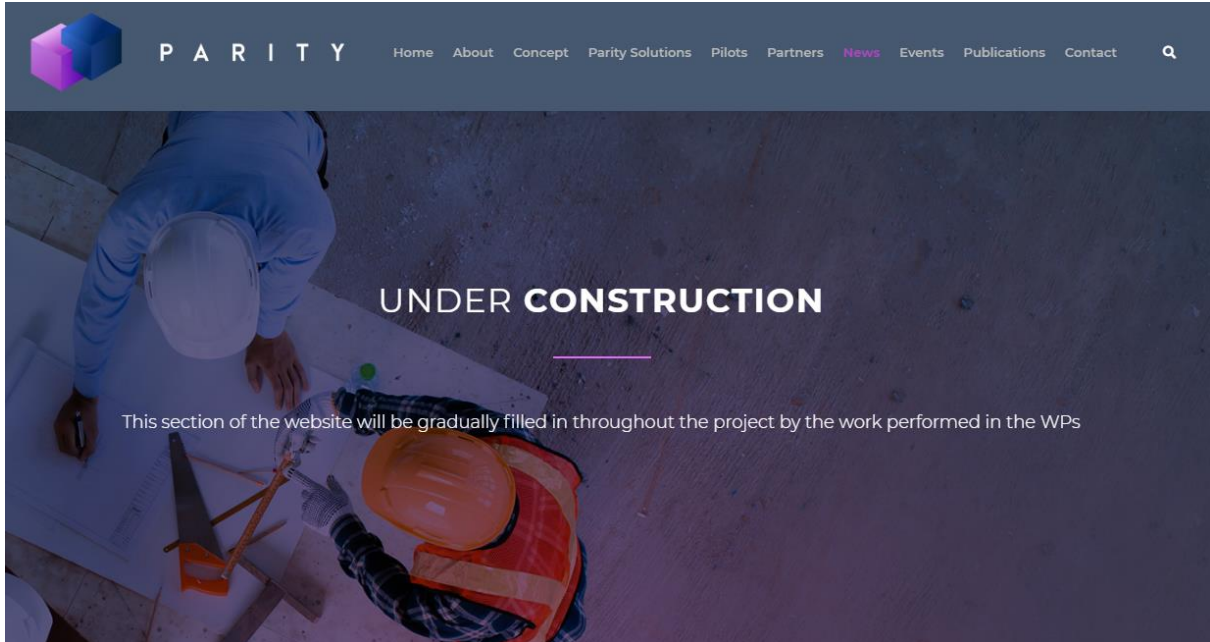 PARITY Home About Concept Parity Solutions Pilots Partners News Events Publications Contact
UNDER CONSTRUCTION
This section of the website will be gradually filled in throughout the project by the work performed in the WPs